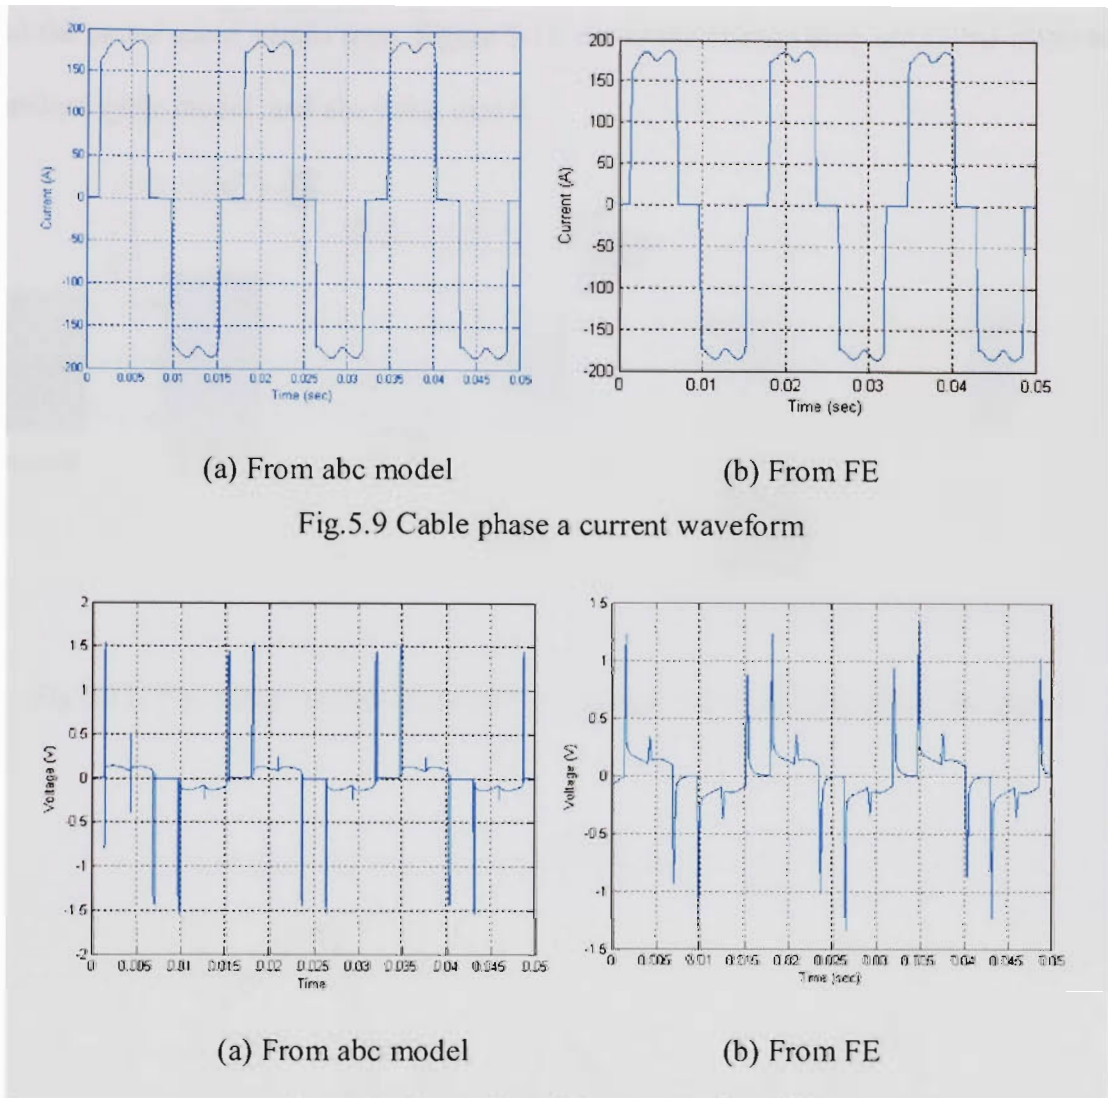 200
150
100
50
0
-50
-100
-150
-200
Current (A)
0 0.005 0.01 0.015 0.02 0.025 0.03 0.035 0.04 0.045 0.05
Time (sec)
200
150
100
50
0
-50
-100
-150
-200
Current (A)
0 0.01 0.02 0.03 0.04 0.05
Time (sec)
(a) From abc model
(b) From FE
Fig.5.9 Cable phase a current waveform
2
1.5
1
0.5
0
-0.5
-1
-1.5
-2
Voltage (V)
0 0.005 0.01 0.015 0.02 0.025 0.03 0.035 0.04 0.045 0.05
Time
1.5
1
0.5
0
-0.5
-1
-1.5
Voltage (V)
0 0.005 0.01 0.015 0.02 0.025 0.03 0.035 0.04 0.045 0.05
Time (sec)
(a) From abc model
(b) From FE